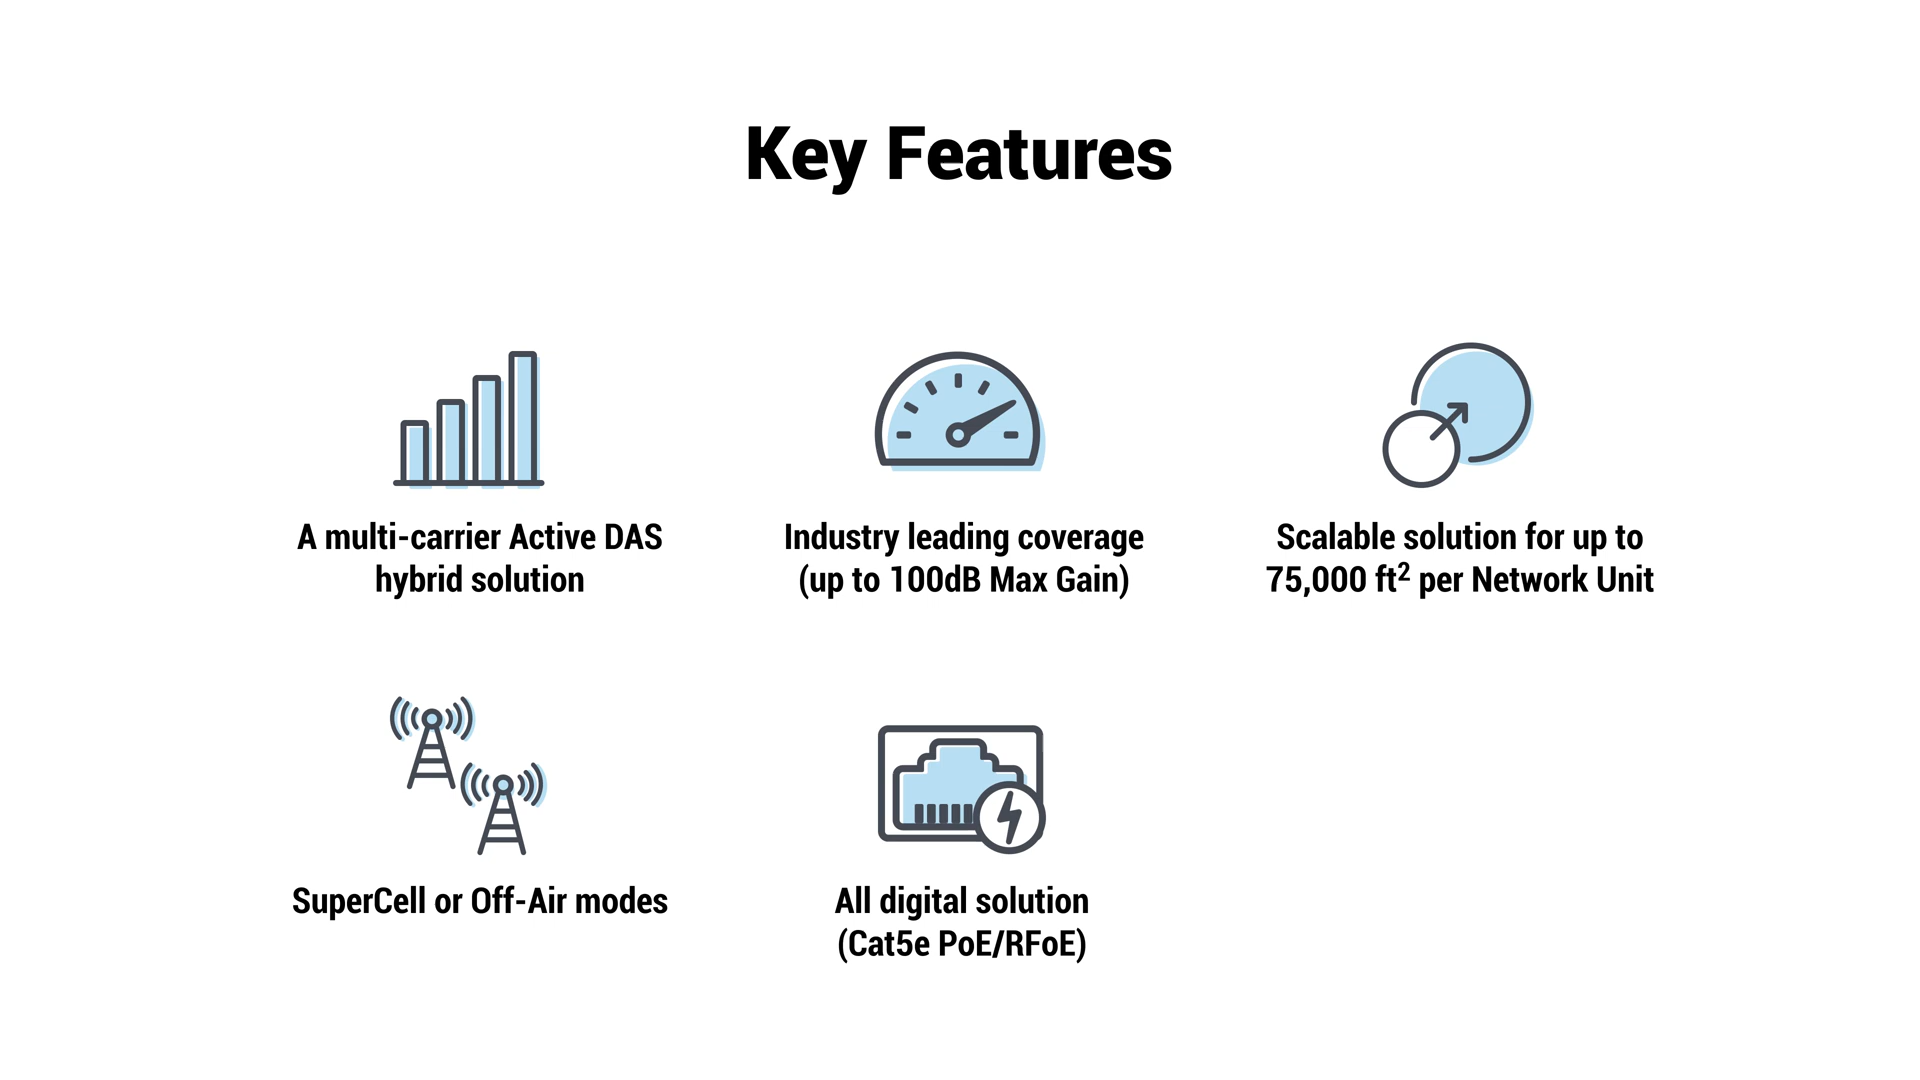 Key Features
A multi-carrier Active DAS
hybrid solution
Industry leading coverage
(up to 100dB Max Gain)
Scalable solution for up to
75,000 ft² per Network Unit
SuperCell or Off-Air modes
All digital solution
(Cat5e PoE/RFoE)